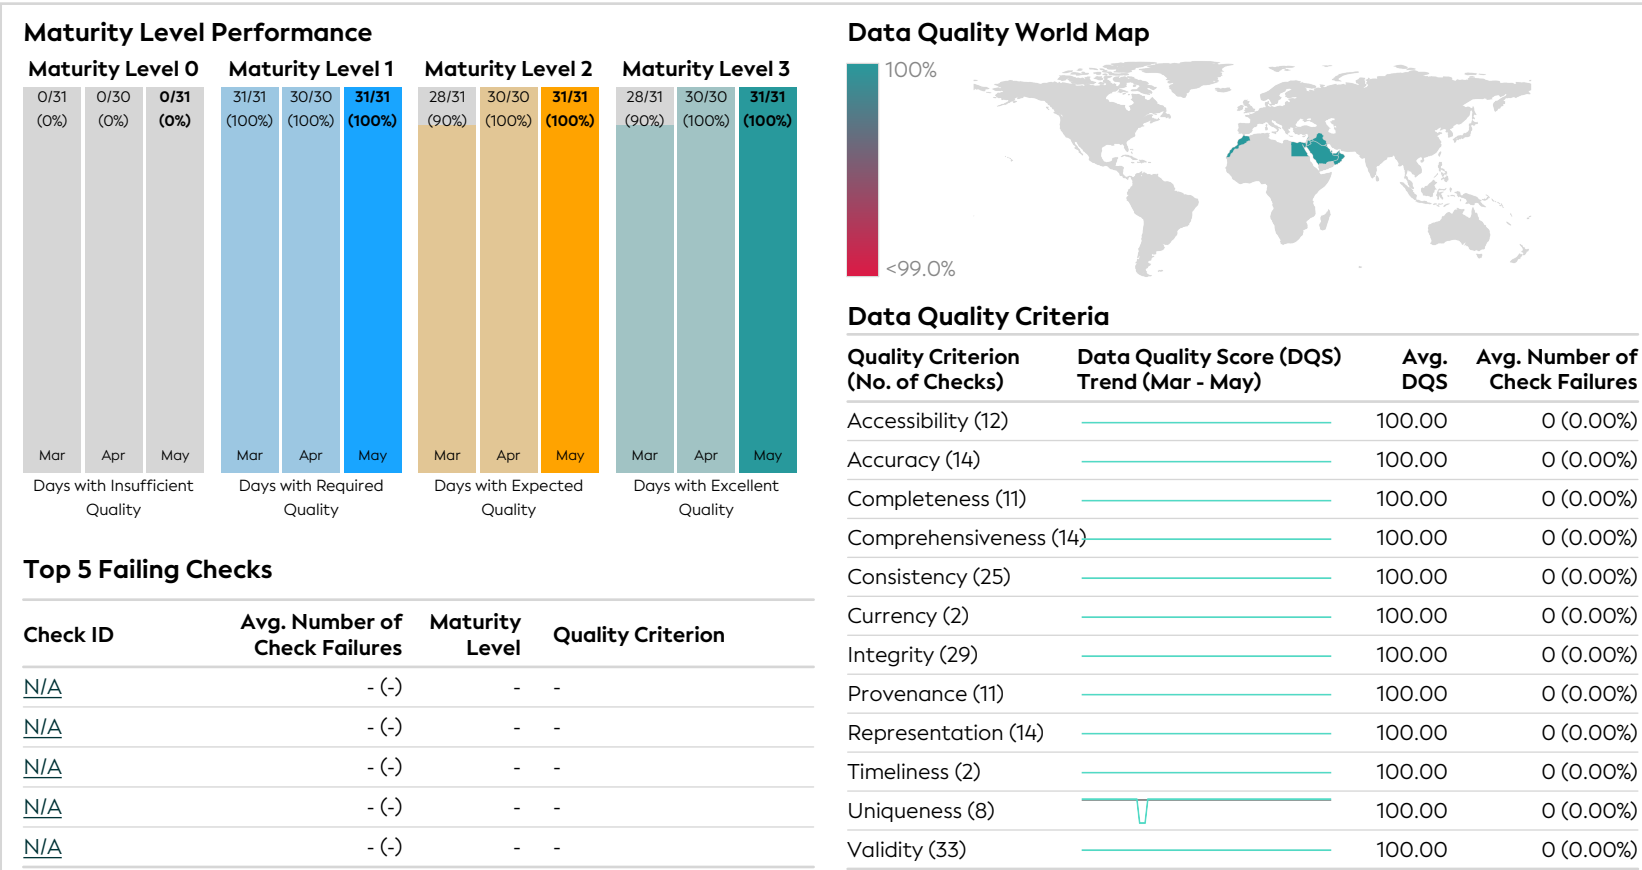 Maturity Level Performance
Maturity Level 0 Maturity Level 1 Maturity Level 2 Maturity Level 3
0/31 0/30 0/31 31/31 30/30 31/31 28/31 30/30 31/31 28/31 30/30 31/31
(0%) (0%) (0%) (100%) (100%) (100%) (90%) (100%) (100%) (90%) (100%) (100%)
Mar Apr May Mar Apr May Mar Apr May Mar Apr May
Days with Insufficient Days with Required Days with Expected Days with Excellent
Quality Quality Quality Quality
Top 5 Failing Checks
Check ID Avg. Number of Maturity Quality Criterion
Check Failures Level
N/A - (-) - -
N/A - (-) - -
N/A - (-) - -
N/A - (-) - -
N/A - (-) - -
Data Quality World Map
100%
<99.0%
Data Quality Criteria
Quality Criterion Data Quality Score (DQS) Avg. Avg. Number of
(No. of Checks) Trend (Mar - May) DQS Check Failures
Accessibility (12) 100.00 0 (0.00%)
Accuracy (14) 100.00 0 (0.00%)
Completeness (11) 100.00 0 (0.00%)
Comprehensiveness (14) 100.00 0 (0.00%)
Consistency (25) 100.00 0 (0.00%)
Currency (2) 100.00 0 (0.00%)
Integrity (29) 100.00 0 (0.00%)
Provenance (11) 100.00 0 (0.00%)
Representation (14) 100.00 0 (0.00%)
Timeliness (2) 100.00 0 (0.00%)
Uniqueness (8) 100.00 0 (0.00%)
Validity (33) 100.00 0 (0.00%)